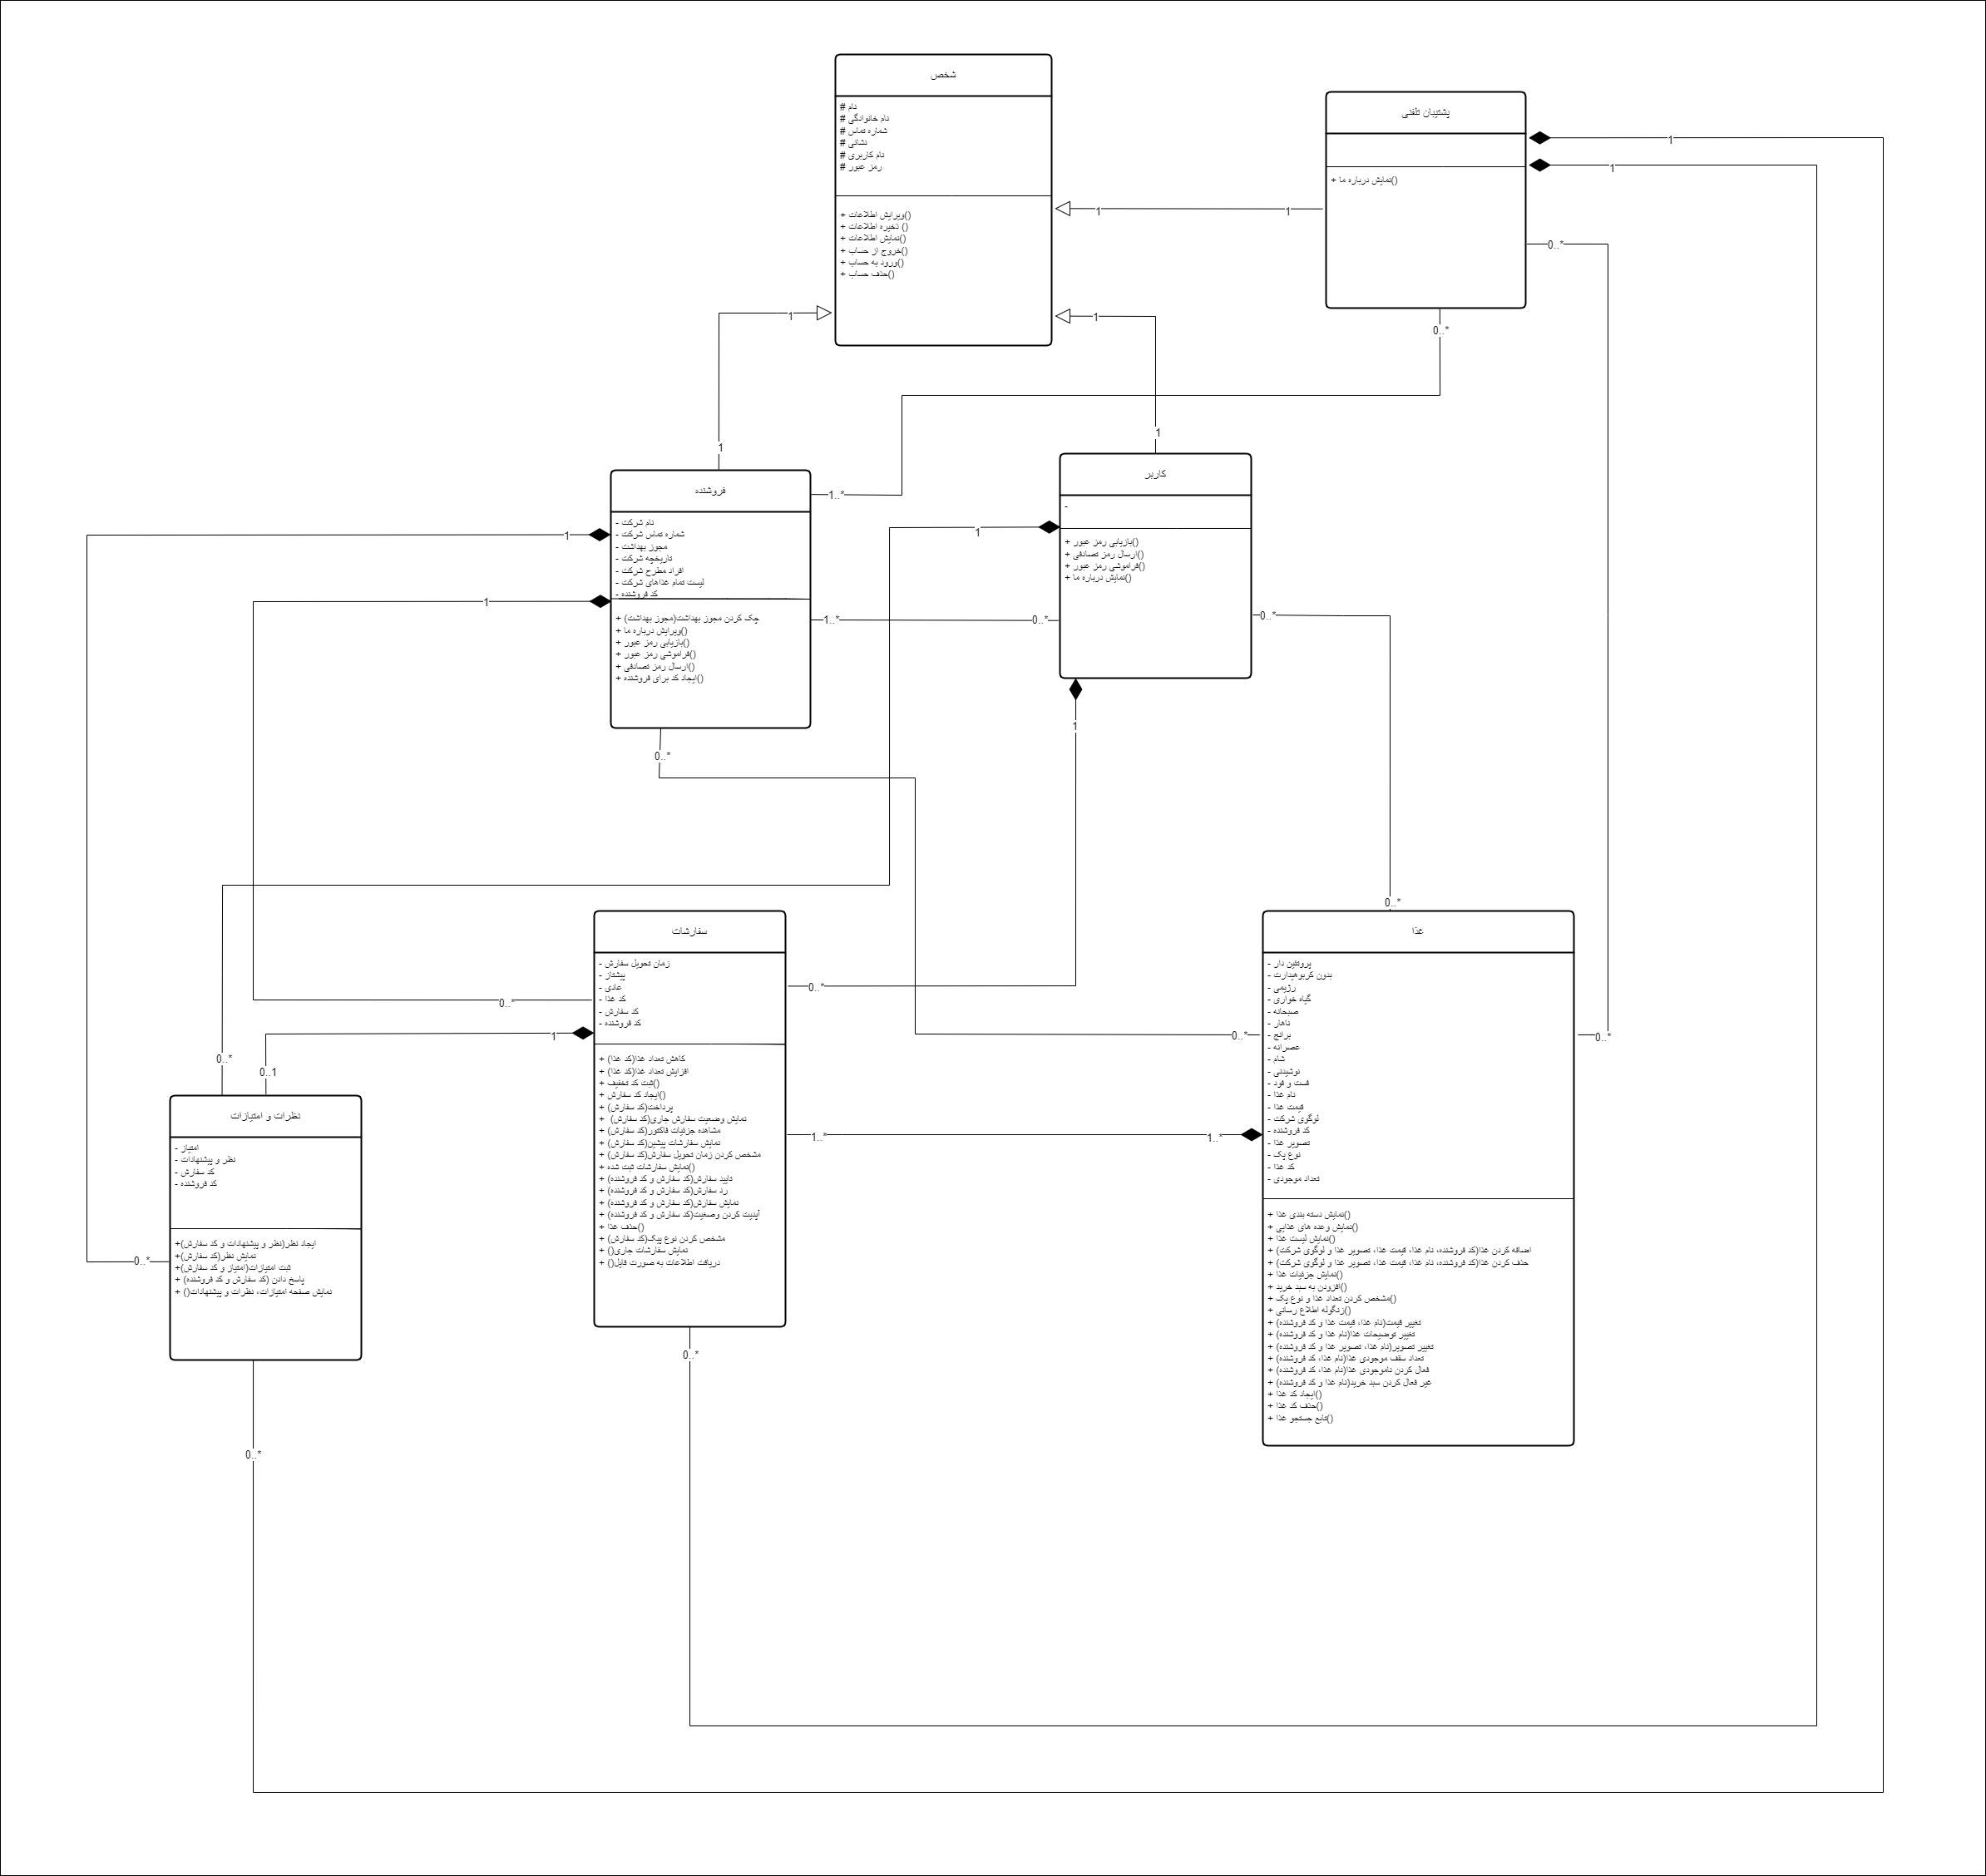 شخص
# نام
# نام خانوادگی
# شماره تماس
# نشانی
# نام کاربری
# رمز عبور
+ ویرایش اطلاعات()
+ ذخیره اطلاعات ()
+ نمایش اطلاعات()
+ خروج از حساب()
+ ورود به حساب()
+ حذف حساب()
پشتیبان تلفنی
+ نمایش درباره ما()
1
1
1
1
0..*
0..*
1
1
1
1
فروشنده
- نام شرکت
- شماره تماس شرکت
- مجوز بهداشت
- تاریخچه شرکت
- افراد مطرح شرکت
- لیست تمام غذاهای شرکت
- کد فروشنده
+ چک کردن مجوز بهداشت(مجوز بهداشت)
+ ویرایش درباره ما()
+ بازیابی رمز عبور()
+ فراموشی رمز عبور()
+ ارسال رمز تصادفی()
+ ایجاد کد برای فروشنده()
1..*
1
1
1..*
0..*
0..*
کاربر
-
+ بازیابی رمز عبور()
+ ارسال رمز تصادفی()
+ فراموشی رمز عبور()
+ نمایش درباره ما()
1
0..*
1
0..*
سفارشات
- زمان تحویل سفارش
- پیشتاز
- عادی
- کد غذا
- کد سفارش
- کد فروشنده
+ کاهش تعداد غذا(کد غذا)
+ افزایش تعداد غذا(کد غذا)
+ ثبت کد تخفیف()
+ ایجاد کد سفارش()
+ پرداخت(کد سفارش)
+ نمایش وضعیت سفارش جاری(کد سفارش)
+ مشاهده جزئیات فاکتور(کد سفارش)
+ نمایش سفارشات پیشین(کد سفارش)
+ مشخص کردن زمان تحویل سفارش(کد سفارش)
+ نمایش سفارشات ثبت شده()
+ تایید سفارش(کد سفارش و کد فروشنده)
+ رد سفارش(کد سفارش و کد فروشنده)
+ نمایش سفارش(کد سفارش و کد فروشنده)
+ آپدیت کردن وضعیت(کد سفارش و کد فروشنده)
+ حذف غذا()
+ مشخص کردن نوع پیک(کد سفارش)
+ نمایش سفارشات جاری()
+ دریافت اطلاعات به صورت فایل()
0..*
0..*
1
1..*
1..*
0..*
غذا
- پروتئین دار
- بدون کربوهیدارت
- رژیمی
- گیاه خواری
- صبحانه
- ناهار
- برانچ
- عصرانه
- شام
- نوشیدنی
- فست و فود
- نام غذا
- قیمت غذا
- لوگوی شرکت
- کد فروشنده
- تصویر غذا
- نوع پک
- کد غذا
- تعداد موجودی
+ نمایش دسته بندی غذا()
+ نمایش وعده های غذایی()
+ نمایش لیست غذا()
+ اضافه کردن غذا(کد فروشنده، نام غذا، قیمت غذا، تصویر غذا و لوگوی شرکت)
+ حذف کردن غذا(کد فروشنده، نام غذا، قیمت غذا، تصویر غذا و لوگوی شرکت)
+ نمایش جزئیات غذا()
+ افزودن به سبد خرید()
+ مشخص کردن تعداد غذا و نوع پک()
+ زنگوله اطلاع رسانی()
+ تغییر قیمت(نام غذا، قیمت غذا و کد فروشنده)
+ تغییر توضیحات غذا(نام غذا و کد فروشنده)
+ تغییر تصویر(نام غذا، تصویر غذا و کد فروشنده)
+ تعداد سقف موجودی غذا(نام غذا، کد فروشنده)
+ فعال کردن ناموجودی غذا(نام غذا، کد فروشنده)
+ غیر فعال کردن سبد خرید(نام غذا و کد فروشنده)
+ ایجاد کد غذا()
+ حذف کد غذا()
+ تابع جستجو غذا()
0..*
0..*
0..*
0..1
نظرات و امتیازات
- امتیاز
- نظر و پیشنهادات
- کد سفارش
- کد فروشنده
+ایجاد نظر(نظر و پیشنهادات و کد سفارش)
+نمایش نظر(کد سفارش)
+ثبت امتیازات(امتیاز و کد سفارش)
+ پاسخ دادن (کد سفارش و کد فروشنده)
+ نمایش صفحه امتیازات، نظرات و پیشنهادات()
0..*
0..*